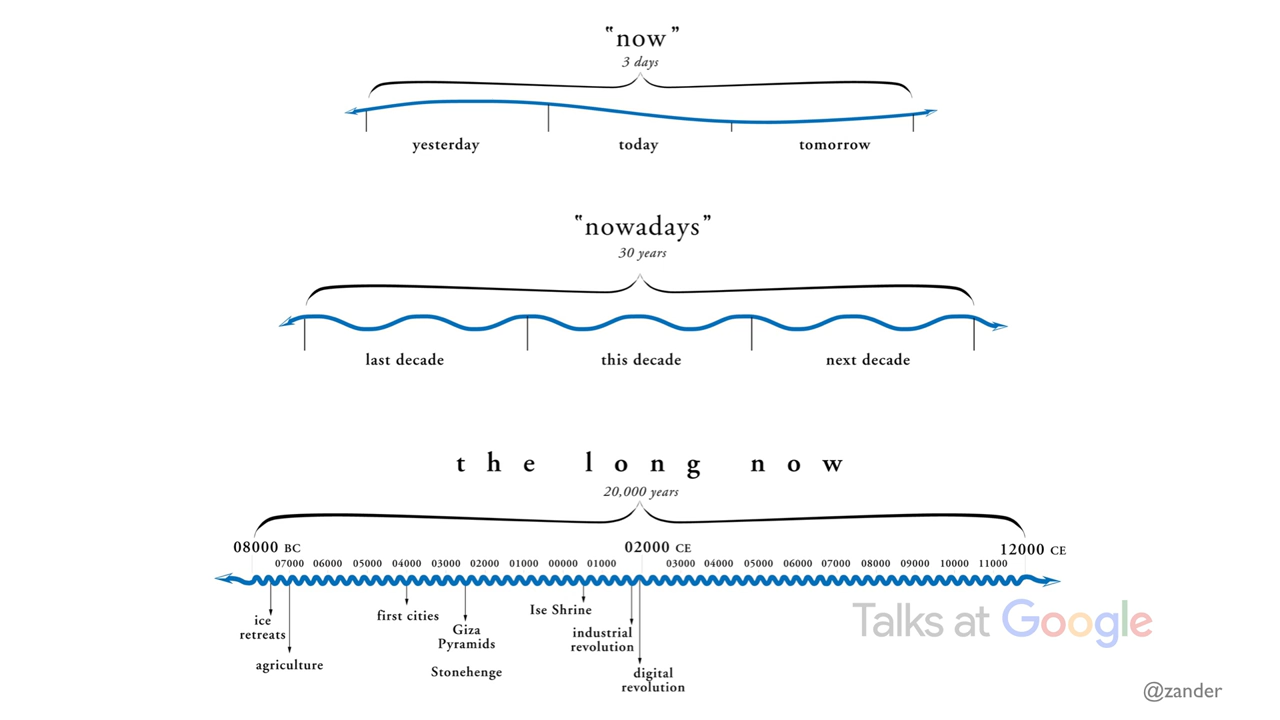 "now"
3 days
yesterday today tomorrow
"nowadays"
30 years
last decade this decade next decade
the long now
20,000 years
08000 BC 02000 CE 12000 CE
07000 06000 05000 04000 03000 02000 01000 00000 01000 03000 04000 05000 06000 07000 08000 09000 10000 11000
ice
retreats
agriculture
first cities
Giza
Pyramids
Stonehenge
Ise Shrine
industrial
revolution
digital
revolution
Talks at Google
@zander